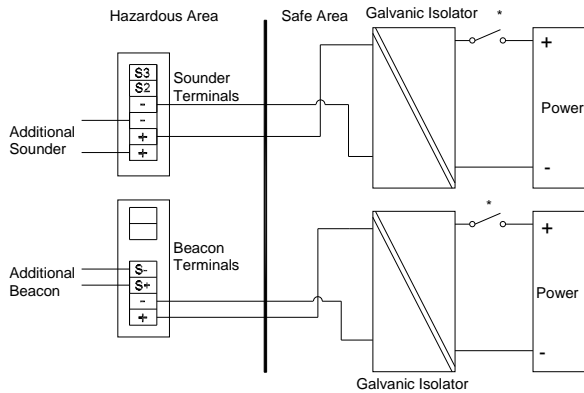 Hazardous Area
Safe Area
Galvanic Isolator
*
S3
S2
-
-
+
+
Sounder
Terminals
Additional
Sounder
+
Power
-
Beacon
Terminals
S-
S+
-
+
Additional
Beacon
*
+
Power
-
Galvanic Isolator